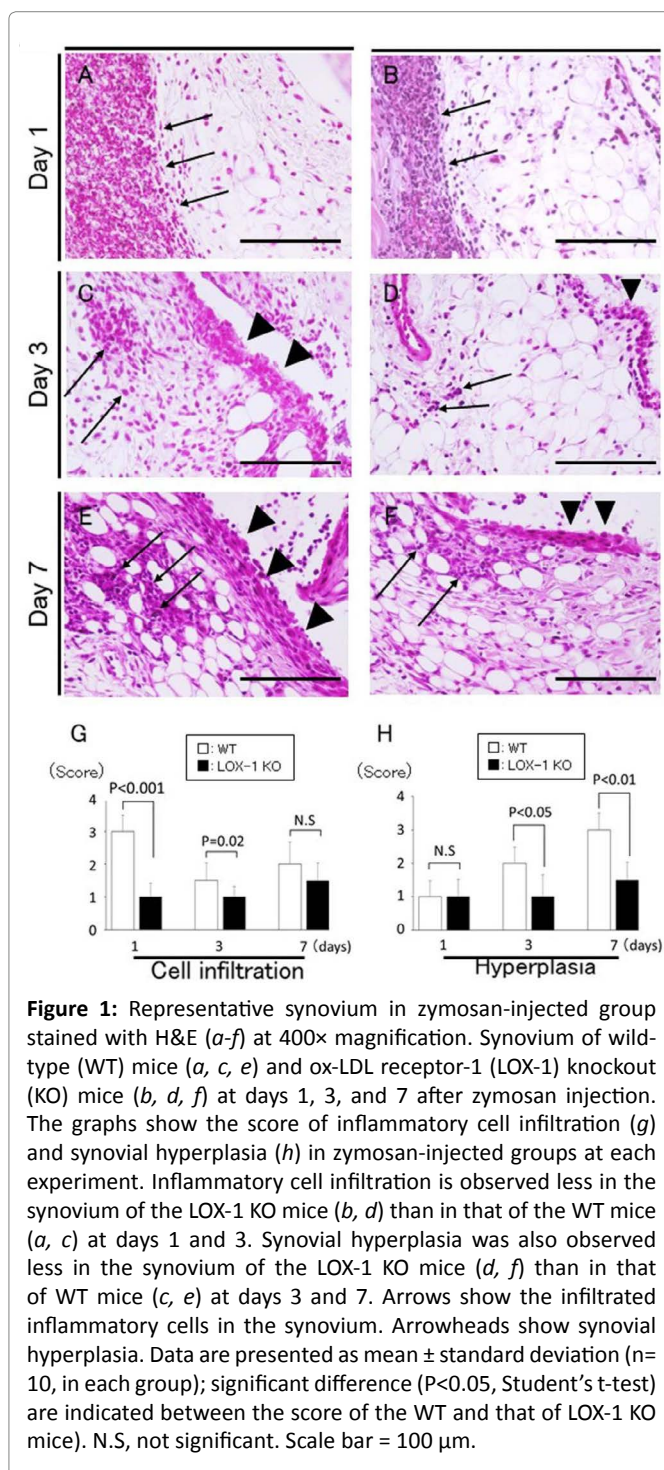 A
B
Day 1
C
D
Day 3
E
F
Day 7
G
(Score)
□: WT
■: LOX-1 KO
P<0.001
P=0.02
N.S
4
3
2
1
0
1 3 7 (days)
Cell infiltration
H
(Score)
□: WT
■: LOX-1 KO
N.S
P<0.05
P<0.01
4
3
2
1
0
1 3 7 (days)
Hyperplasia
Figure 1: Representative synovium in zymosan-injected group
stained with H&E (a-f) at 400× magnification. Synovium of wild-
type (WT) mice (a, c, e) and ox-LDL receptor-1 (LOX-1) knockout
(KO) mice (b, d, f) at days 1, 3, and 7 after zymosan injection.
The graphs show the score of inflammatory cell infiltration (g)
and synovial hyperplasia (h) in zymosan-injected groups at each
experiment. Inflammatory cell infiltration is observed less in the
synovium of the LOX-1 KO mice (b, d) than in that of the WT mice
(a, c) at days 1 and 3. Synovial hyperplasia was also observed
less in the synovium of the LOX-1 KO mice (d, f) than in that
of WT mice (c, e) at days 3 and 7. Arrows show the infiltrated
inflammatory cells in the synovium. Arrowheads show synovial
hyperplasia. Data are presented as mean ± standard deviation (n=
10, in each group); significant difference (P<0.05, Student’s t-test)
are indicated between the score of the WT and that of LOX-1 KO
mice). N.S, not significant. Scale bar = 100 µm.